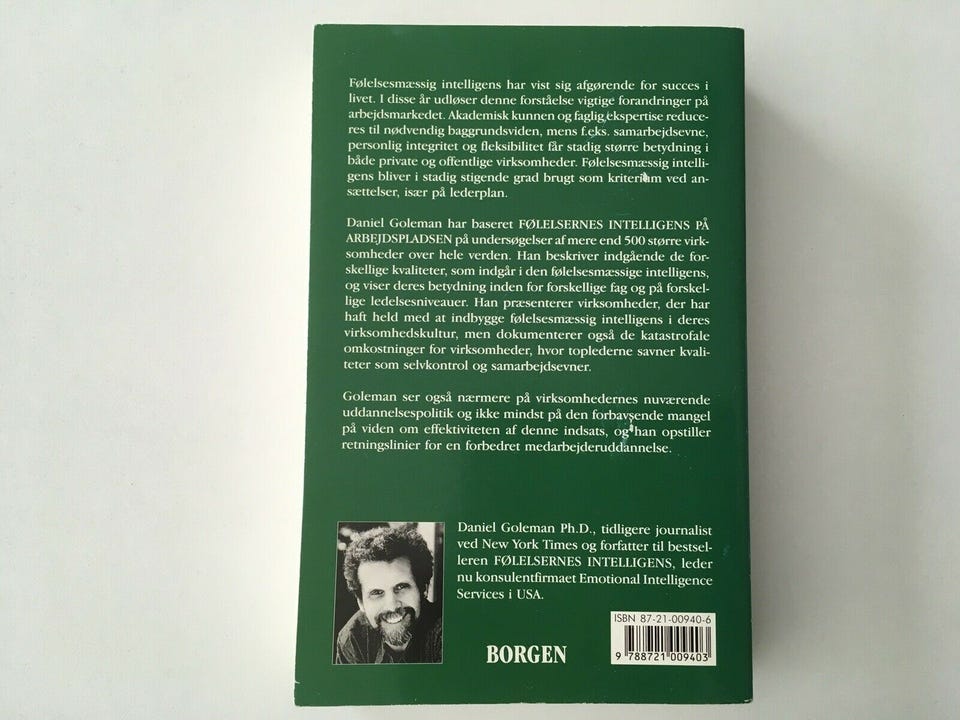 Følelsesmæssig intelligens har vist sig afgørende for succes i
livet. I disse år udløser denne forståelse vigtige forandringer på
arbejdsmarkedet. Akademisk kunnen og faglig ekspertise reduce-
res til nødvendig baggrundsviden, mens f.eks. samarbejdsevne,
personlig integritet og fleksibilitet får stadig større betydning i
både private og offentlige virksomheder. Følelsesmæssig intelli-
gens bliver i stadig stigende grad brugt som kriterium ved an-
sættelser, især på lederplan.
Daniel Goleman har baseret FØLELSERNES INTELLIGENS PÅ
ARBEJDSPLADSEN på undersøgelser af mere end 500 større virk-
somheder over hele verden. Han beskriver indgående de for-
skellige kvaliteter, som indgår i den følelsesmæssige intelligens,
og viser deres betydning inden for forskellige fag og på forskel-
lige ledelsesniveauer. Han præsenterer virksomheder, der har
haft held med at indbygge følelsesmæssig intelligens i deres
virksomhedskultur, men dokumenterer også de katastrofale
omkostninger for virksomheder, hvor toplederne savner kvali-
teter som selvkontrol og samarbejdsevner.
Goleman ser også nærmere på virksomhedernes nuværende
uddannelsespolitik og ikke mindst på den forbavsende mangel
på viden om effektiviteten af denne indsats, og han opstiller
retningslinier for en forbedret medarbejderuddannelse.
Daniel Goleman Ph.D., tidligere journalist
ved New York Times og forfatter til bestsel-
leren FØLELSERNES INTELLIGENS, leder
nu konsulentfirmaet Emotional Intelligence
Services i USA.
ISBN 87-21-00940-6
9 788721 009403
BORGEN